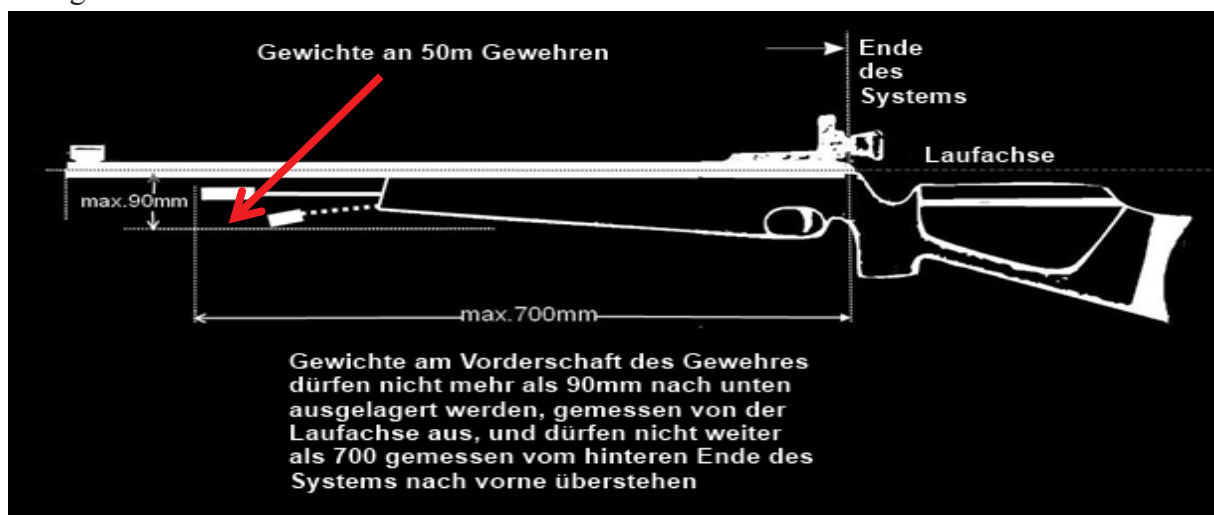 Gewichte an 50m Gewehren
Ende
des
Systems
Laufachse
max.90mm
max.700mm
Gewichte am Vorderschaft des Gewehres
dürfen nicht mehr als 90mm nach unten
ausgelagert werden, gemessen von der
Laufachse aus, und dürfen nicht weiter
als 700 gemessen vom hinteren Ende des
Systems nach vorne überstehen